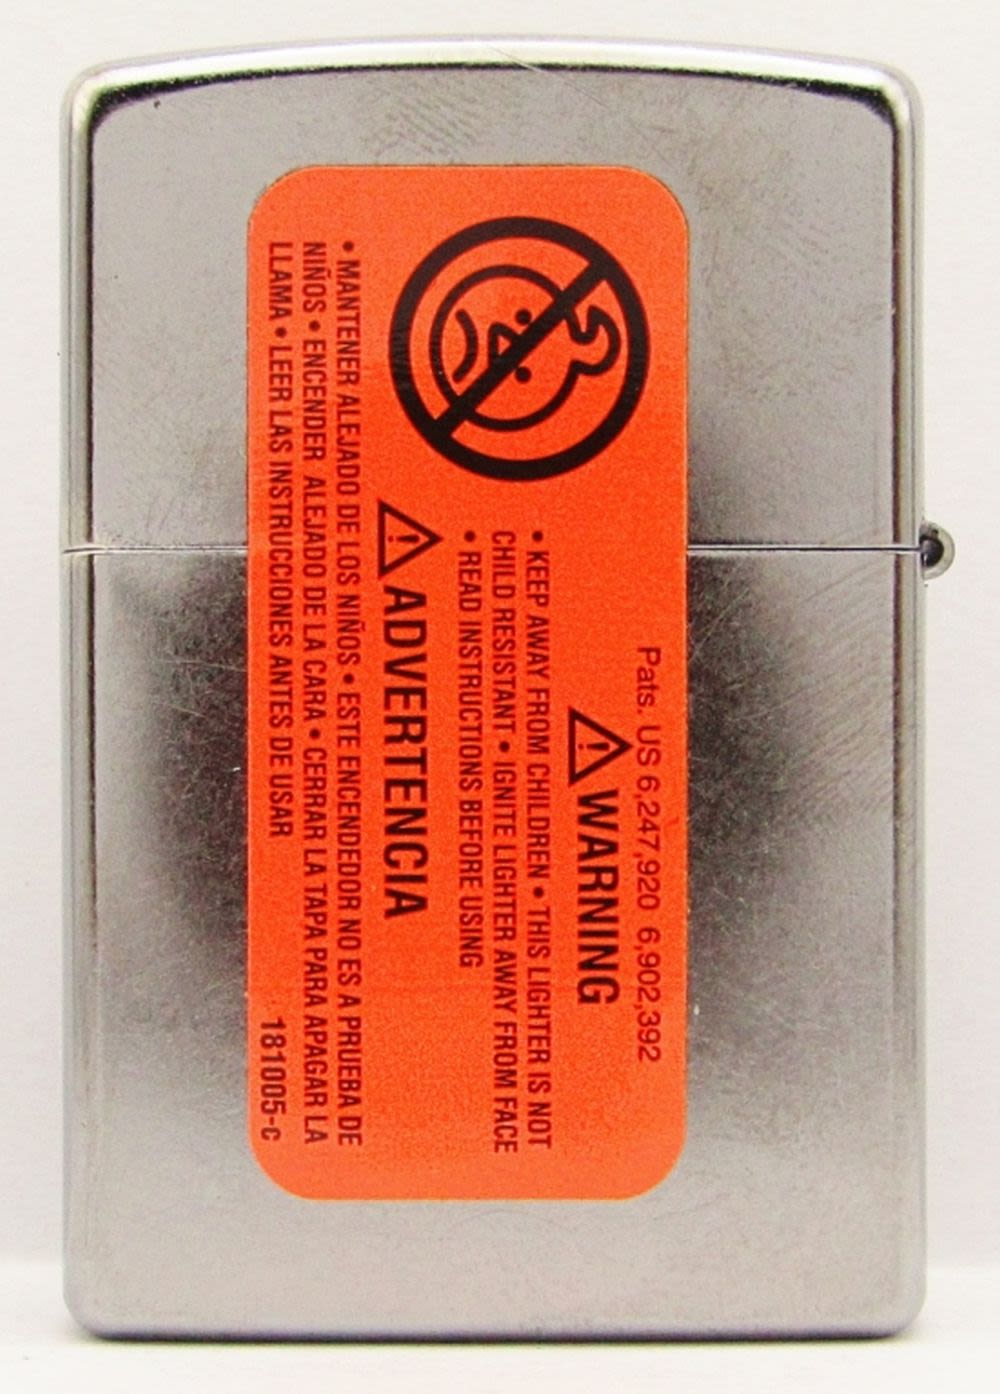 Pats. US 6,247,920 6,902,392
WARNING
• KEEP AWAY FROM CHILDREN • THIS LIGHTER IS NOT
CHILD RESISTANT • IGNITE LIGHTER AWAY FROM FACE
• READ INSTRUCTIONS BEFORE USING
ADVERTENCIA
• MANTENER ALEJADO DE LOS NIÑOS • ESTE ENCENDEDOR NO ES A PRUEBA DE
NIÑOS • ENCENDER ALEJADO DE LA CARA • CERRAR LA TAPA PARA APAGAR LA
LLAMA • LEER LAS INSTRUCCIONES ANTES DE USAR
181005-c